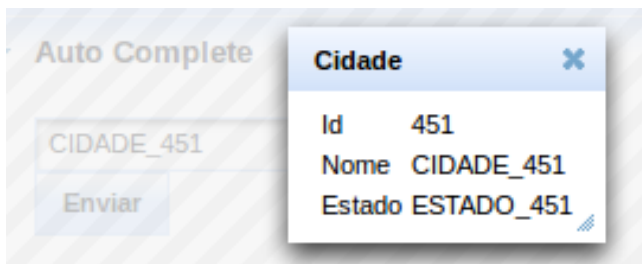 Auto Complete
CIDADE_451
Enviar
Cidade
Id 451
Nome CIDADE_451
Estado ESTADO_451